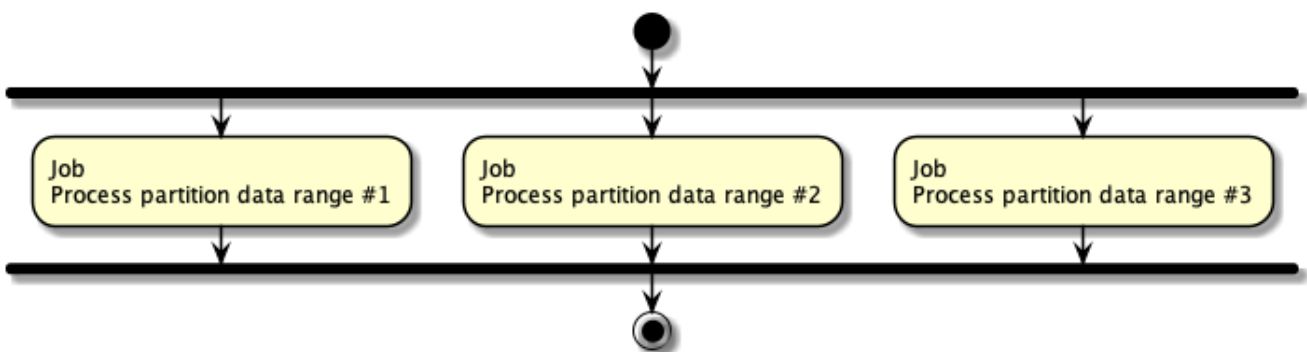 Job
Process partition data range #1
Job
Process partition data range #2
Job
Process partition data range #3